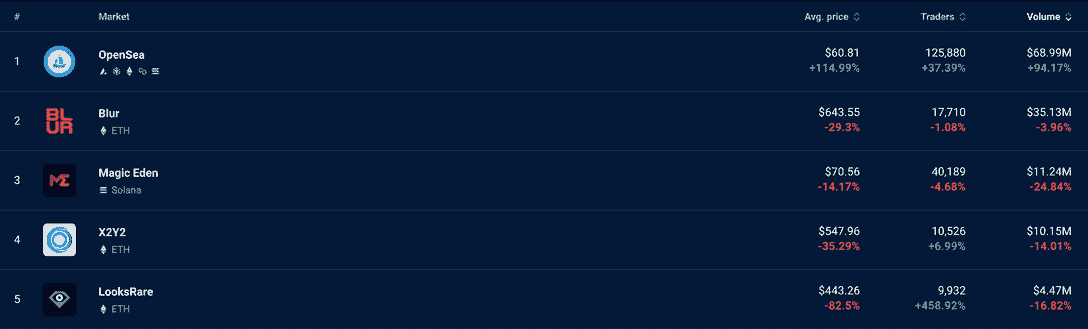 # Market Avg. price Traders Volume
1 OpenSea $60.81 125,880 $68.99M
+114.99% +37.39% +94.17%
2 BLUR Blur $643.55 17,710 $35.13M
ETH -29.3% -1.08% -3.96%
3 ME Magic Eden $70.56 40,189 $11.24M
Solana -14.17% -4.68% -24.84%
4 X2Y2 $547.96 10,526 $10.15M
ETH -35.29% +6.99% -14.01%
5 LooksRare $443.26 9,932 $4.47M
ETH -82.5% +458.92% -16.82%